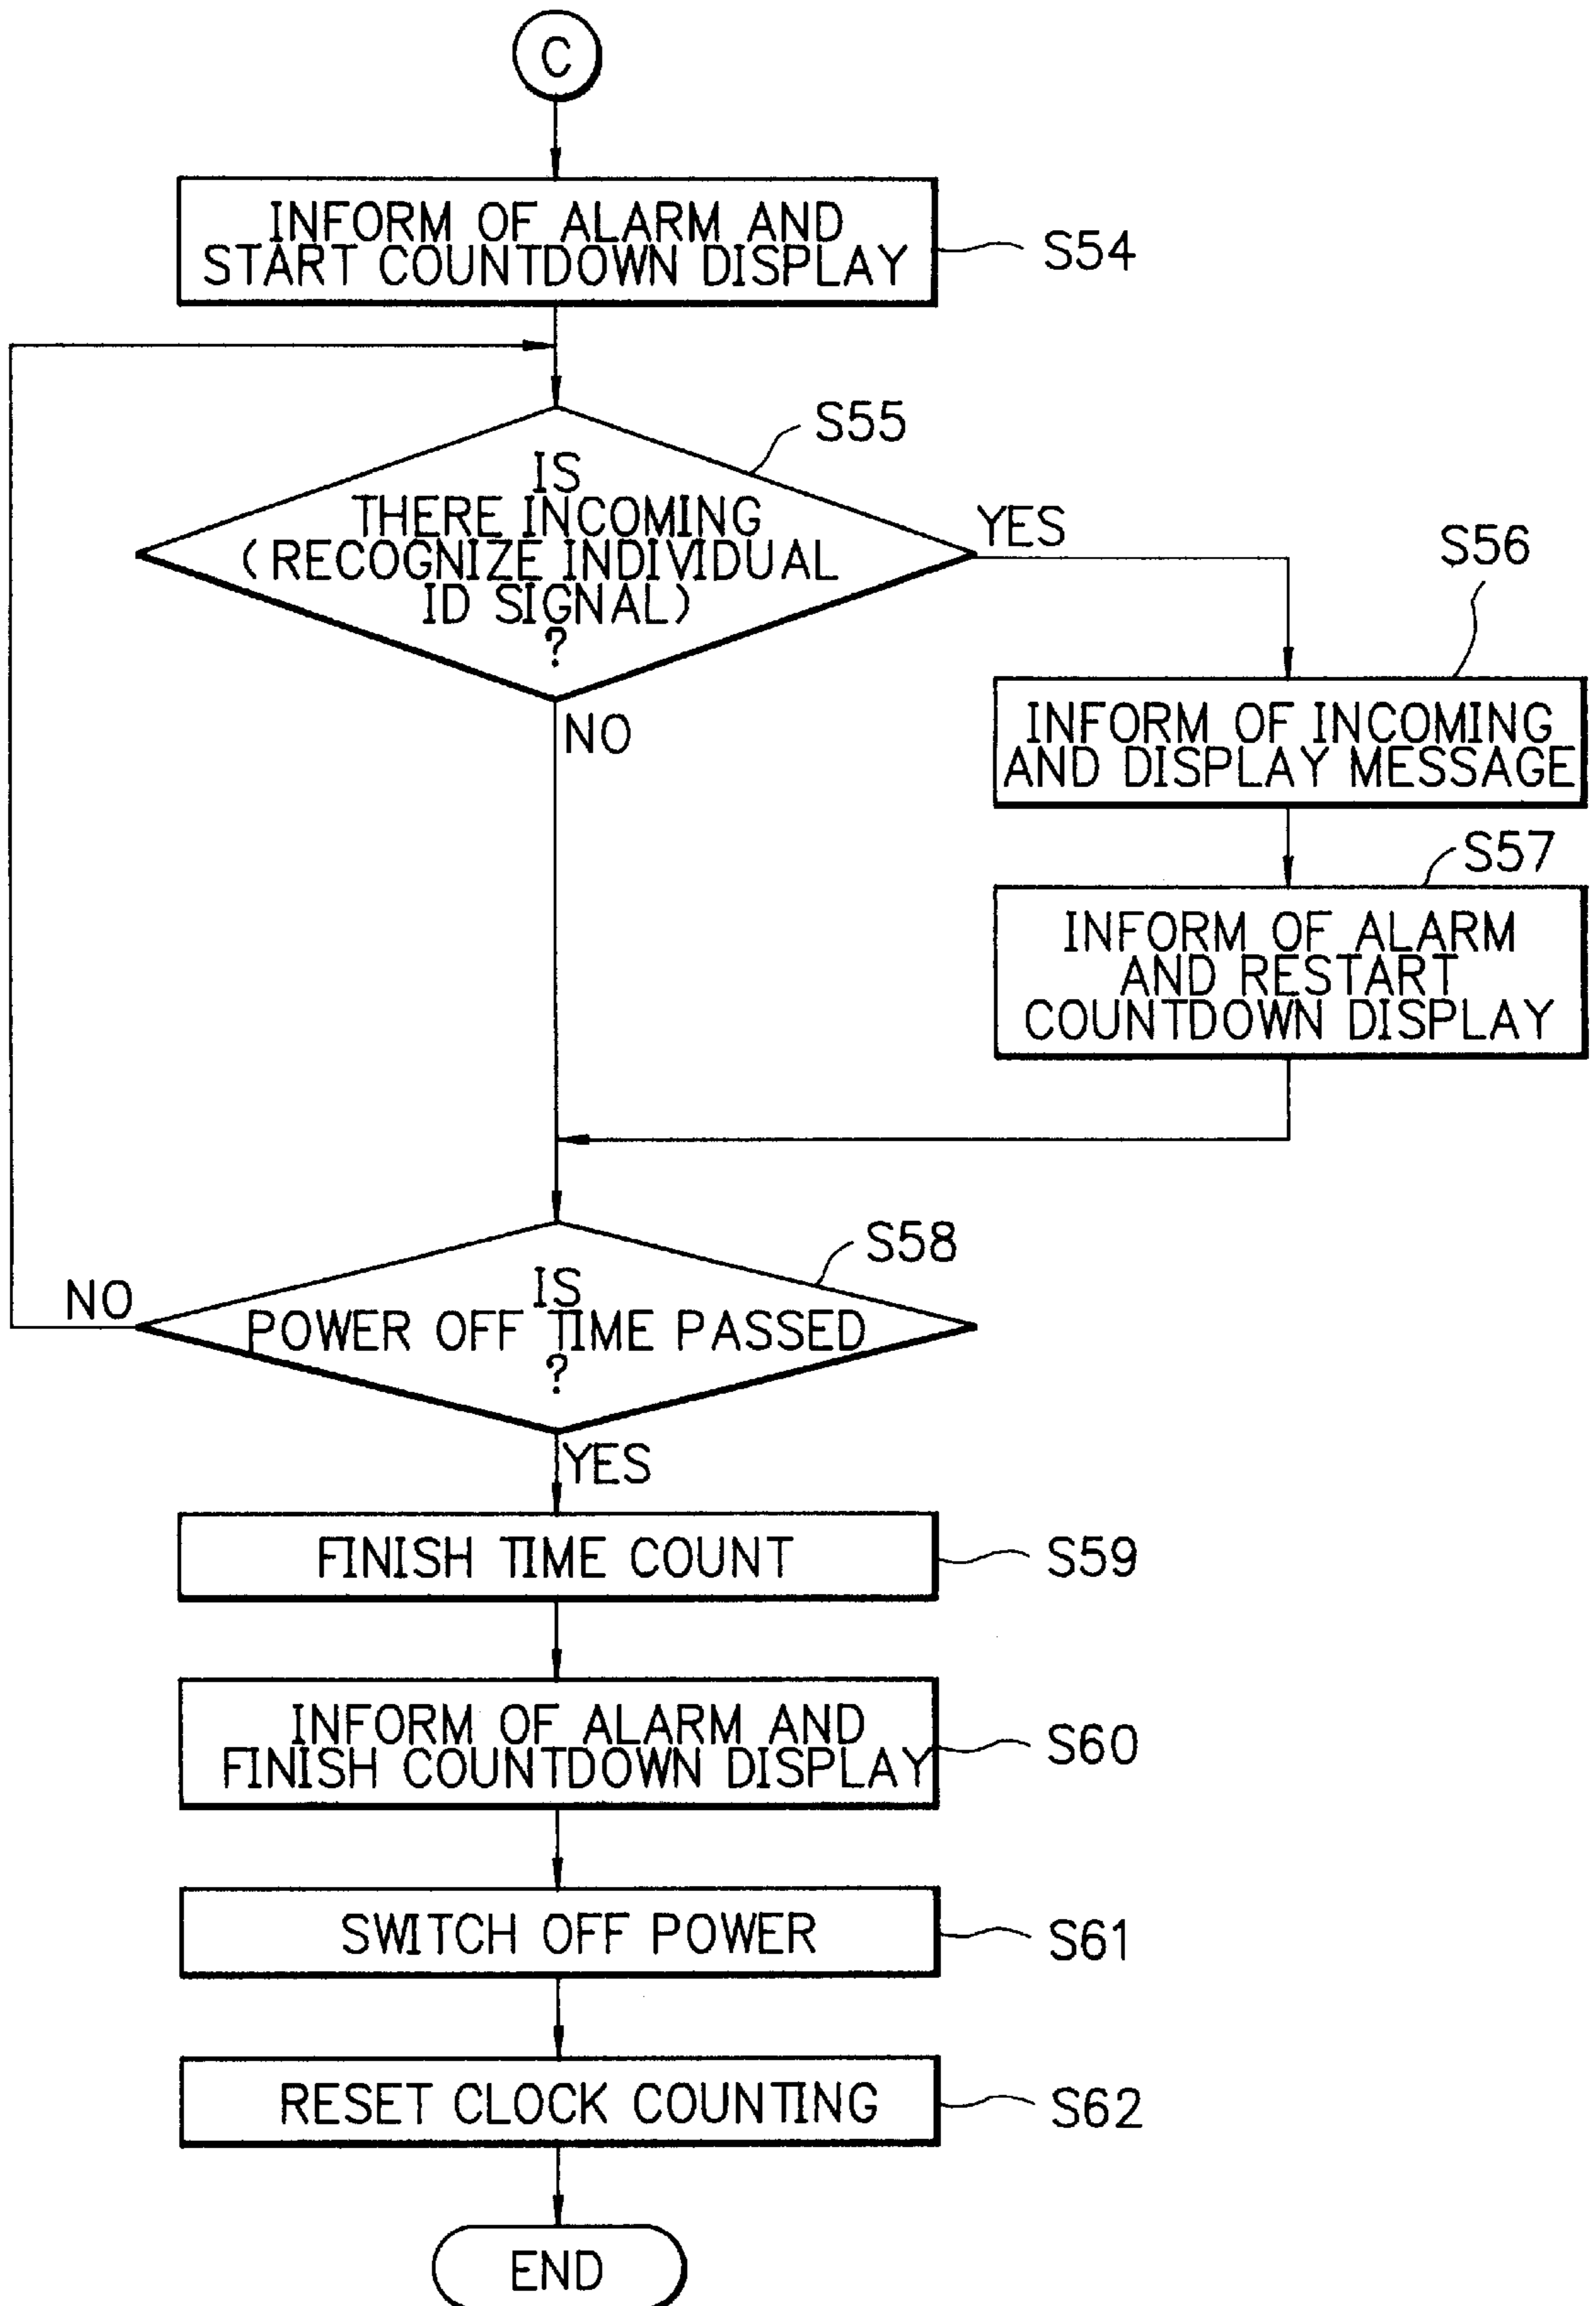 C
INFORM OF ALARM AND
START COUNTDOWN DISPLAY
S54
S55
IS
THERE INCOMING
(RECOGNIZE INDIVIDUAL
ID SIGNAL)
?
YES
NO
S56
INFORM OF INCOMING
AND DISPLAY MESSAGE
S57
INFORM OF ALARM
AND RESTART
COUNTDOWN DISPLAY
S58
IS
POWER OFF TIME PASSED
?
NO
YES
FINISH TIME COUNT
S59
INFORM OF ALARM AND
FINISH COUNTDOWN DISPLAY
S60
SWITCH OFF POWER
S61
RESET CLOCK COUNTING
S62
END